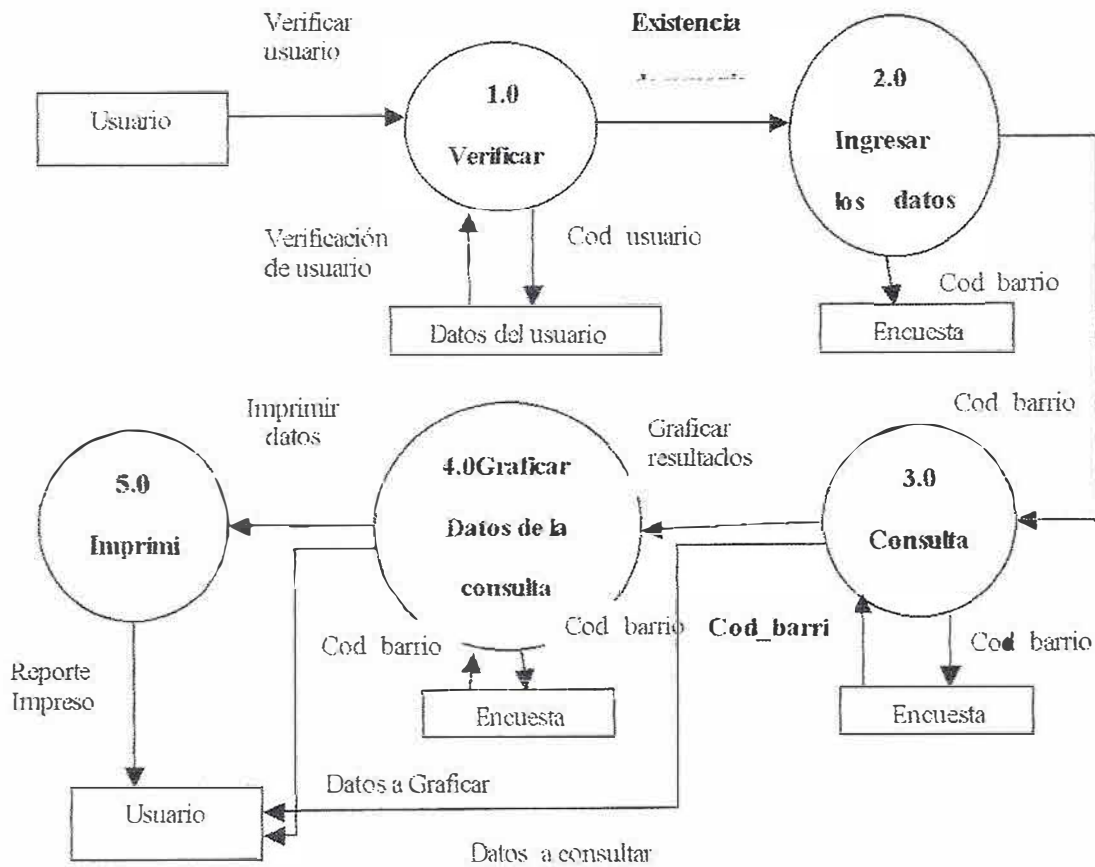 Verificar
usuario
Existencia
Usuario
1.0
Verificar
2.0
Ingresar
los datos
Verificación
de usuario
Cod usuario
Cod barrio
Datos del usuario
Encuesta
Cod barrio
Imprimir
datos
Graficar
resultados
5.0
Imprimi
4.0Graficar
Datos de la
consulta
3.0
Consulta
Cod barrio
Cod barrio
Cod_barri
Cod barrio
Reporte
Impreso
Encuesta
Encuesta
Datos a Graficar
Usuario
Datos a consultar